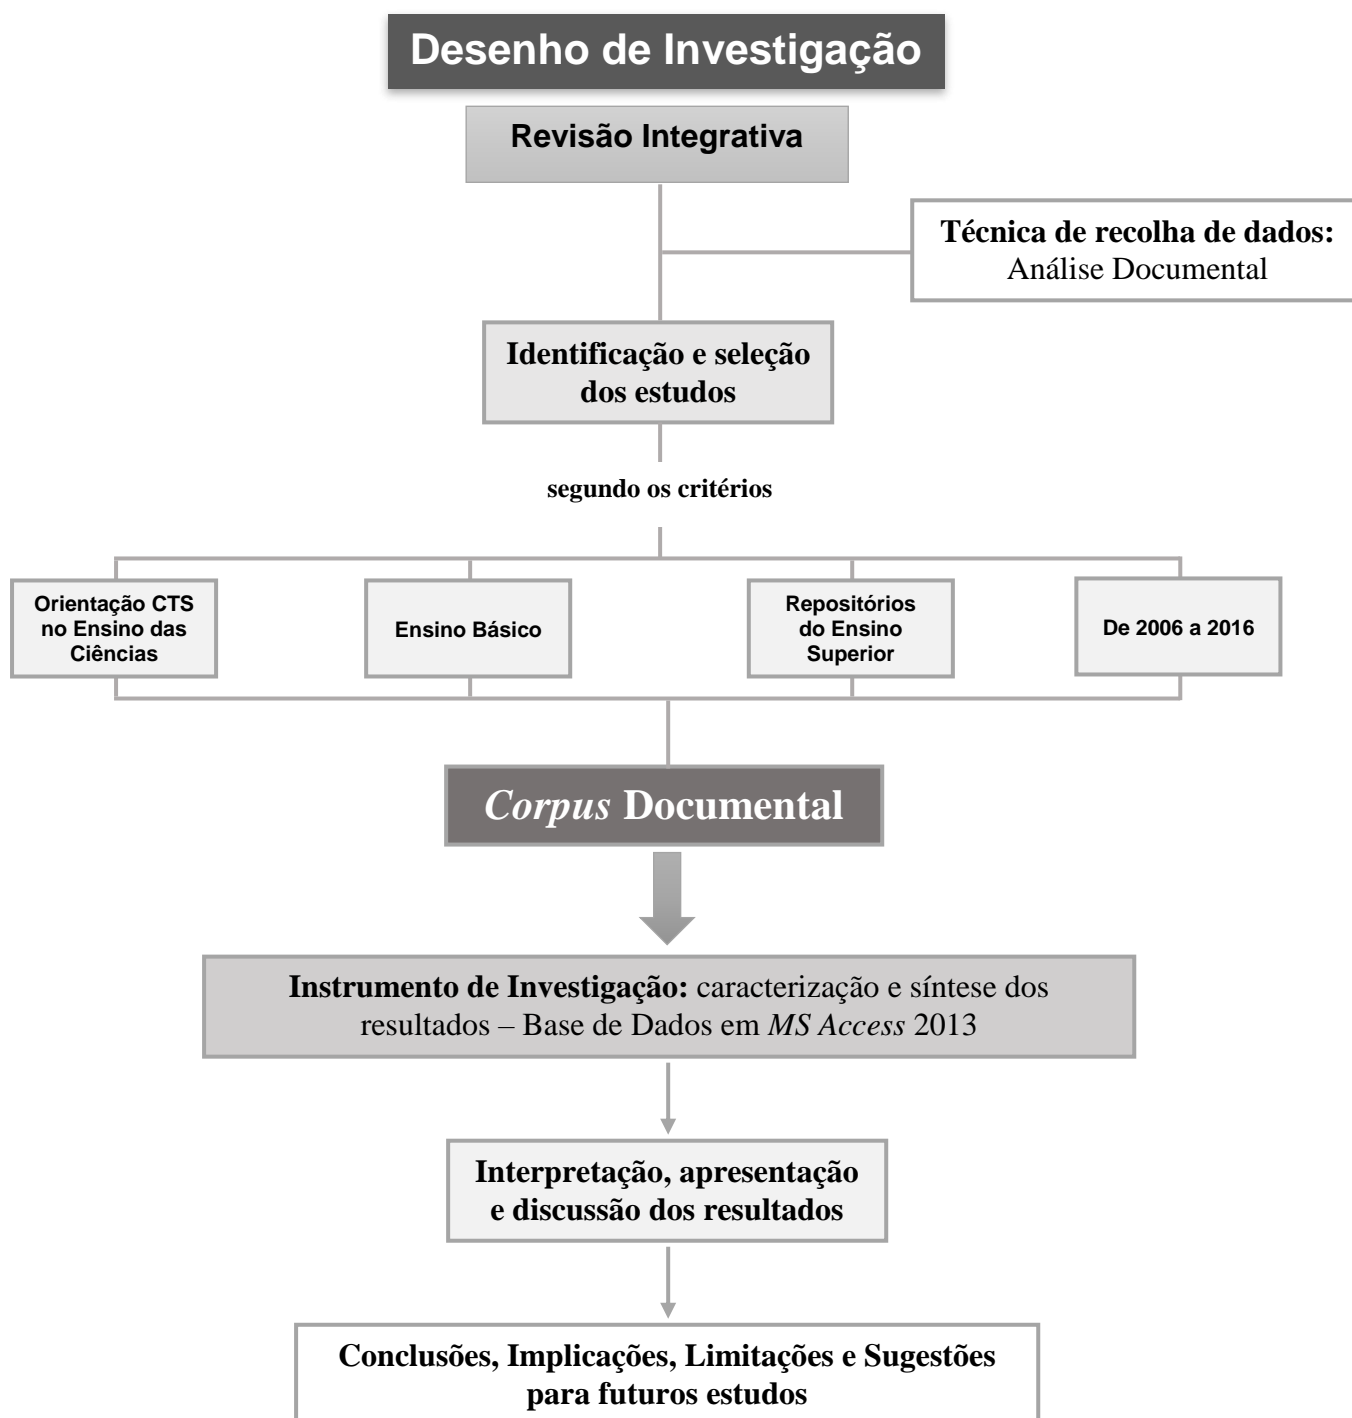 Desenho de Investigação
Revisão Integrativa
Técnica de recolha de dados:
Análise Documental
Identificação e seleção
dos estudos
segundo os critérios
Orientação CTS
no Ensino das
Ciências
Ensino Básico
Repositórios
do Ensino
Superior
De 2006 a 2016
Corpus Documental
Instrumento de Investigação: caracterização e síntese dos
resultados – Base de Dados em MS Access 2013
Interpretação, apresentação
e discussão dos resultados
Conclusões, Implicações, Limitações e Sugestões
para futuros estudos